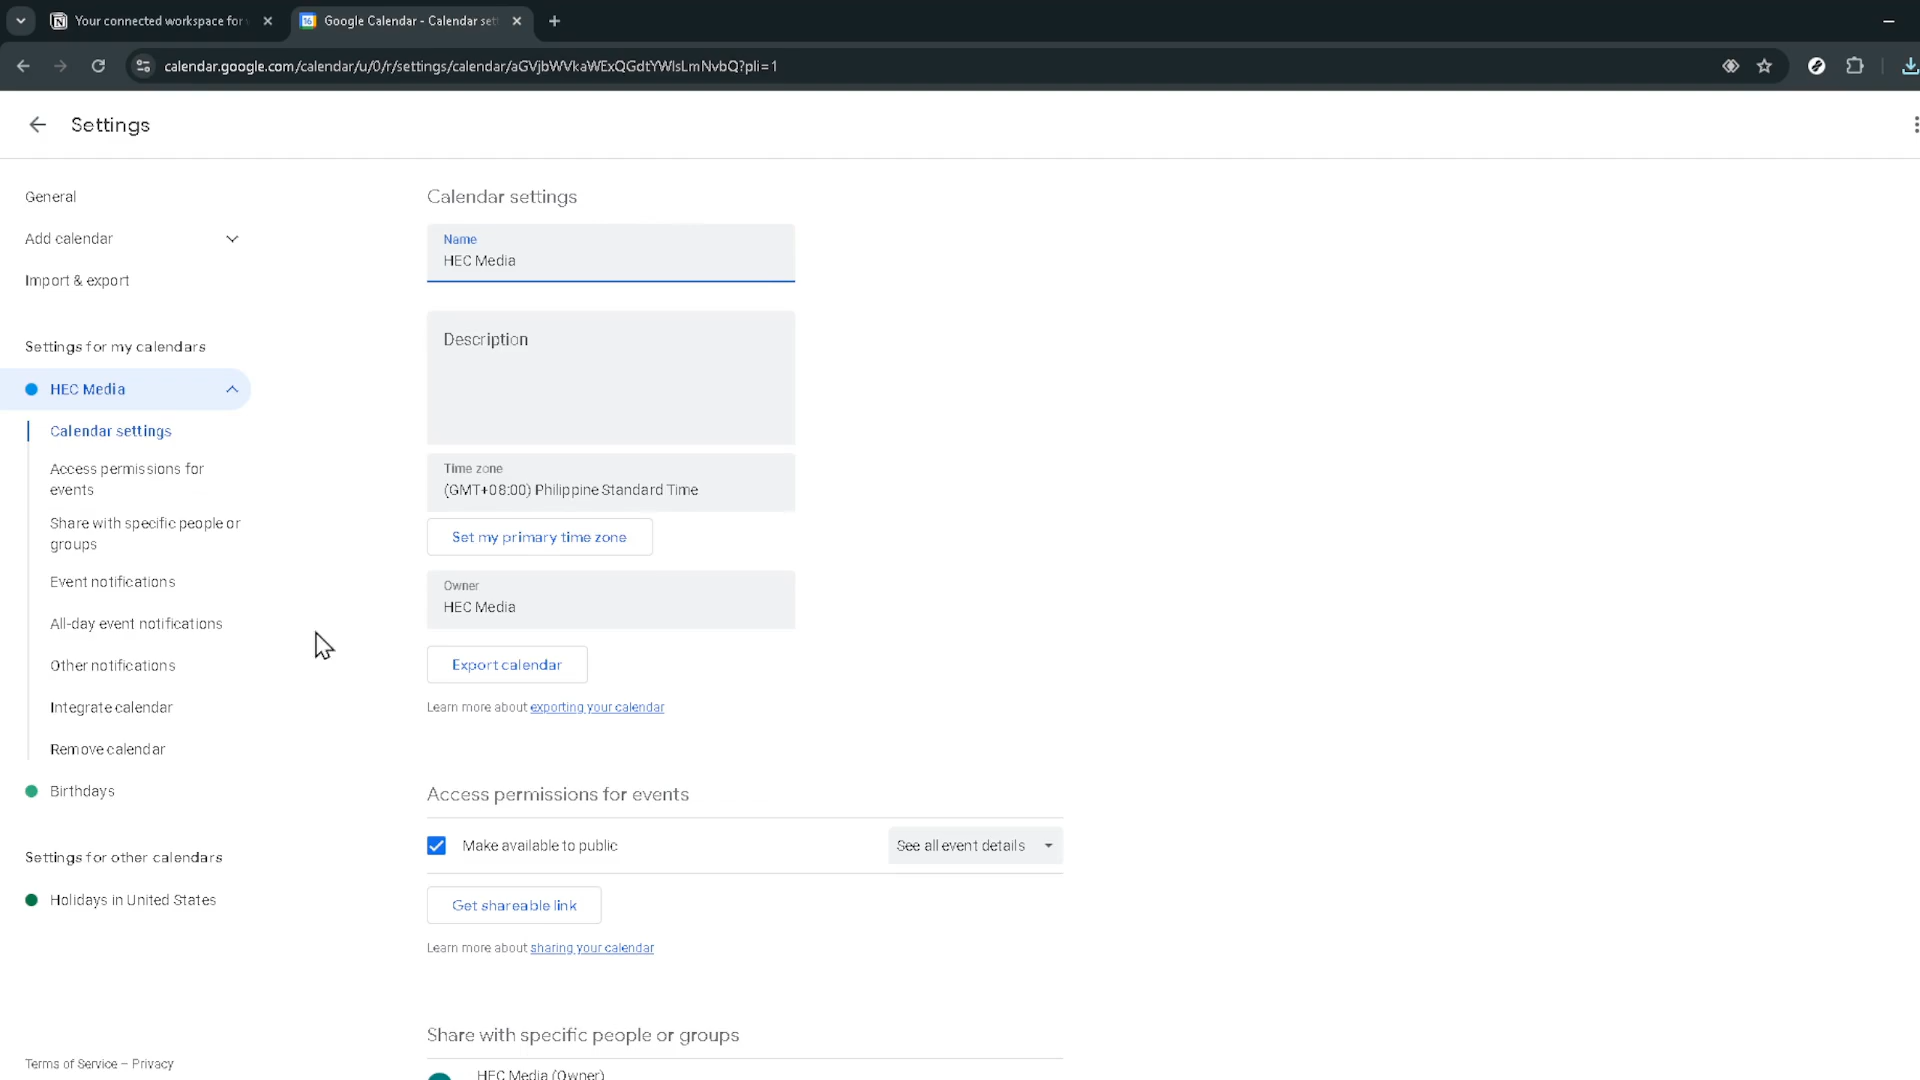 Your connected workspace for
Google Calendar - Calendar set
calendar.google.com/calendar/u/0/r/settings/calendar/aGVjbWVkaWExQGdtYWlsLmNvbQ?pli=1
Settings
General
Add calendar
Import & export
Settings for my calendars
HEC Media
Calendar settings
Access permissions for
events
Share with specific people or
groups
Event notifications
All-day event notifications
Other notifications
Integrate calendar
Remove calendar
Birthdays
Settings for other calendars
Holidays in United States
Terms of Service – Privacy
Calendar settings
Name
HEC Media
Description
Time zone
(GMT+08:00) Philippine Standard Time
Set my primary time zone
Owner
HEC Media
Export calendar
Learn more about exporting your calendar
Access permissions for events
Make available to public
See all event details
Get shareable link
Learn more about sharing your calendar
Share with specific people or groups
HEC Media (Owner)